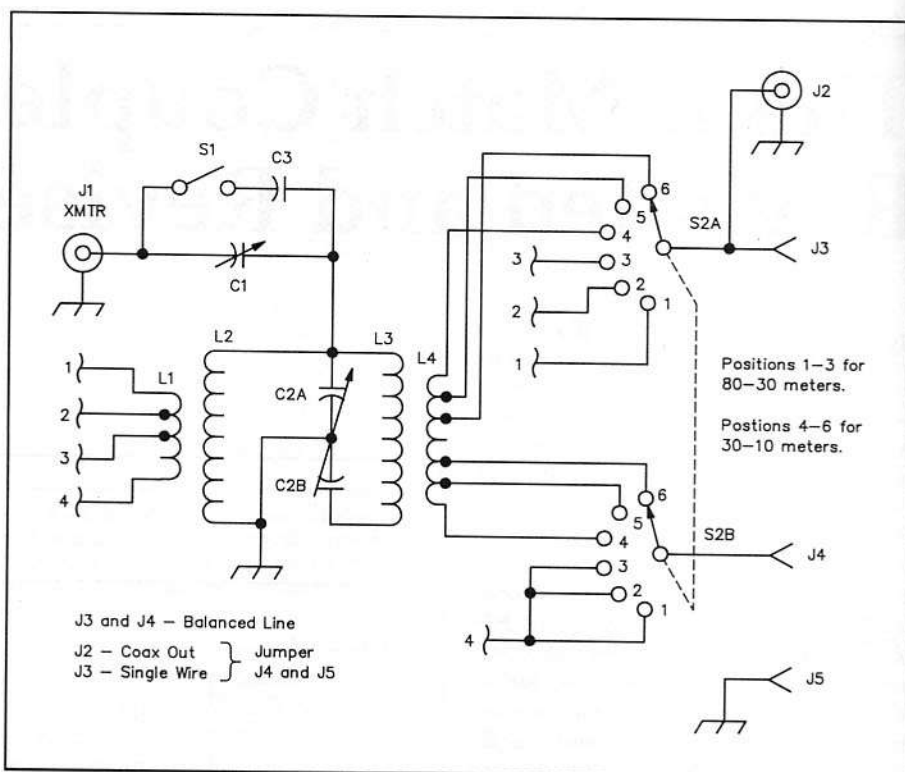 J2
S1
C3
J1
XMTR
6
5
S2A
4
J3
3
3
C1
2
2
1
L2
L3
L4
1
1
L1
Positions 1–3 for
80–30 meters.
C2A
2
Postions 4–6 for
30–10 meters.
3
C2B
6
4
5
S2B
4
J4
3
2
1
J3 and J4 – Balanced Line
4
J2 – Coax Out
Jumper
J3 – Single Wire
J4 and J5
J5